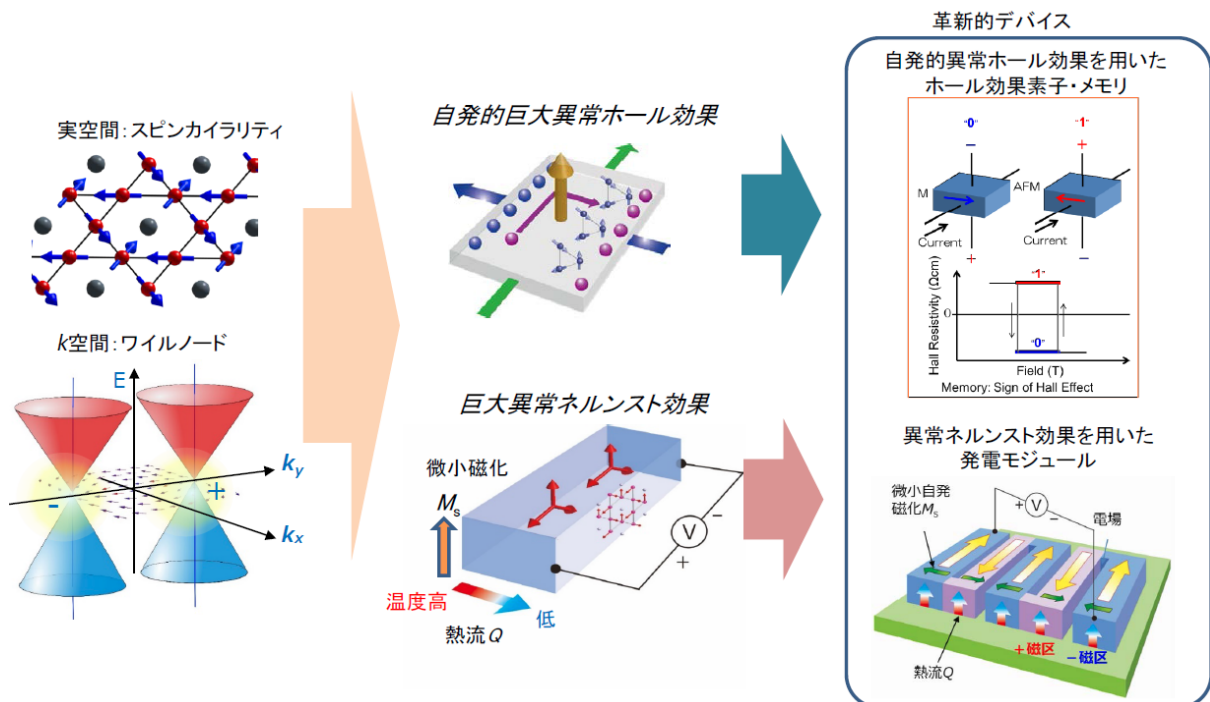 実空間:スピンカイラリティ
k空間:ワイルノード
E
ky
kx
-
+
自発的巨大異常ホール効果
巨大異常ネルンスト効果
微小磁化
Ms
温度高
低
熱流Q
V
−
+
革新的デバイス
自発的異常ホール効果を用いた
ホール効果素子・メモリ
"0"
"1"
−
+
M
AFM
Current
Current
+
−
Hall Resistivity (Ωcm)
0
"1"
"0"
Field (T)
Memory: Sign of Hall Effect
異常ネルンスト効果を用いた
発電モジュール
微小自発
磁化Ms
+
V
−
電場
熱流Q
+磁区
−磁区